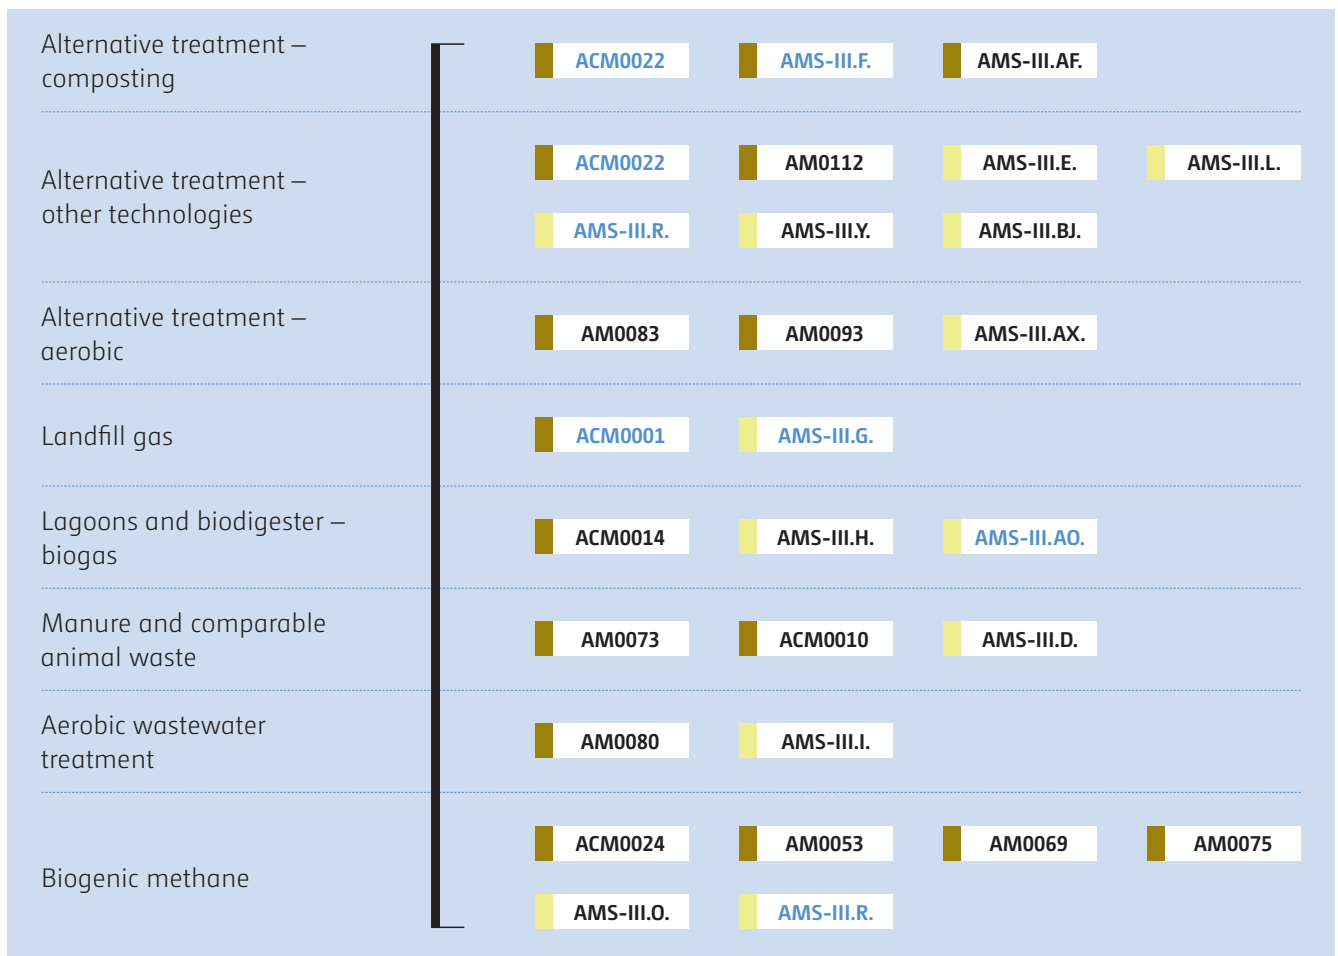 Alternative treatment –
composting
ACM0022 AMS-III.F. AMS-III.AF.
Alternative treatment –
other technologies
ACM0022 AM0112 AMS-III.E. AMS-III.L.
AMS-III.R. AMS-III.Y. AMS-III.BJ.
Alternative treatment –
aerobic
AM0083 AM0093 AMS-III.AX.
Landfill gas
ACM0001 AMS-III.G.
Lagoons and biodigester –
biogas
ACM0014 AMS-III.H. AMS-III.AO.
Manure and comparable
animal waste
AM0073 ACM0010 AMS-III.D.
Aerobic wastewater
treatment
AM0080 AMS-III.I.
Biogenic methane
ACM0024 AM0053 AM0069 AM0075
AMS-III.O. AMS-III.R.